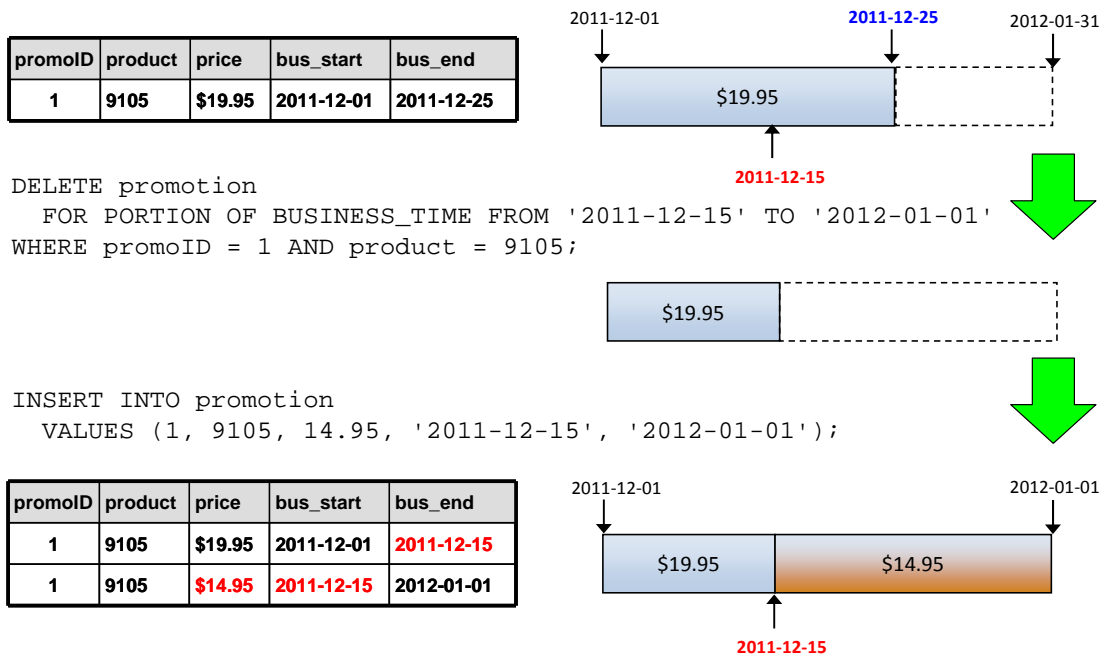 2011-12-01 2011-12-25 2012-01-31
promoID product price bus_start bus_end
1 9105 $19.95 2011-12-01 2011-12-25
$19.95
2011-12-15
DELETE promotion
FOR PORTION OF BUSINESS_TIME FROM '2011-12-15' TO '2012-01-01'
WHERE promoID = 1 AND product = 9105;
$19.95
INSERT INTO promotion
VALUES (1, 9105, 14.95, '2011-12-15', '2012-01-01');
2011-12-01 2012-01-01
promoID product price bus_start bus_end
1 9105 $19.95 2011-12-01 2011-12-15
1 9105 $14.95 2011-12-15 2012-01-01
$19.95 $14.95
2011-12-15